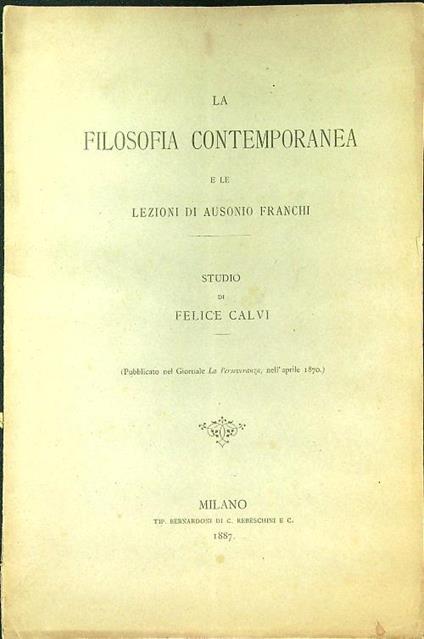 LA
FILOSOFIA CONTEMPORANEA
E LE
LEZIONI DI AUSONIO FRANCHI
STUDIO
DI
FELICE CALVI
(Pubblicato nel Giornale La Perseveranza, nell'aprile 1870.)
MILANO
TIP. BERNARDONI DI C. REBESCHINI E C.
1887.